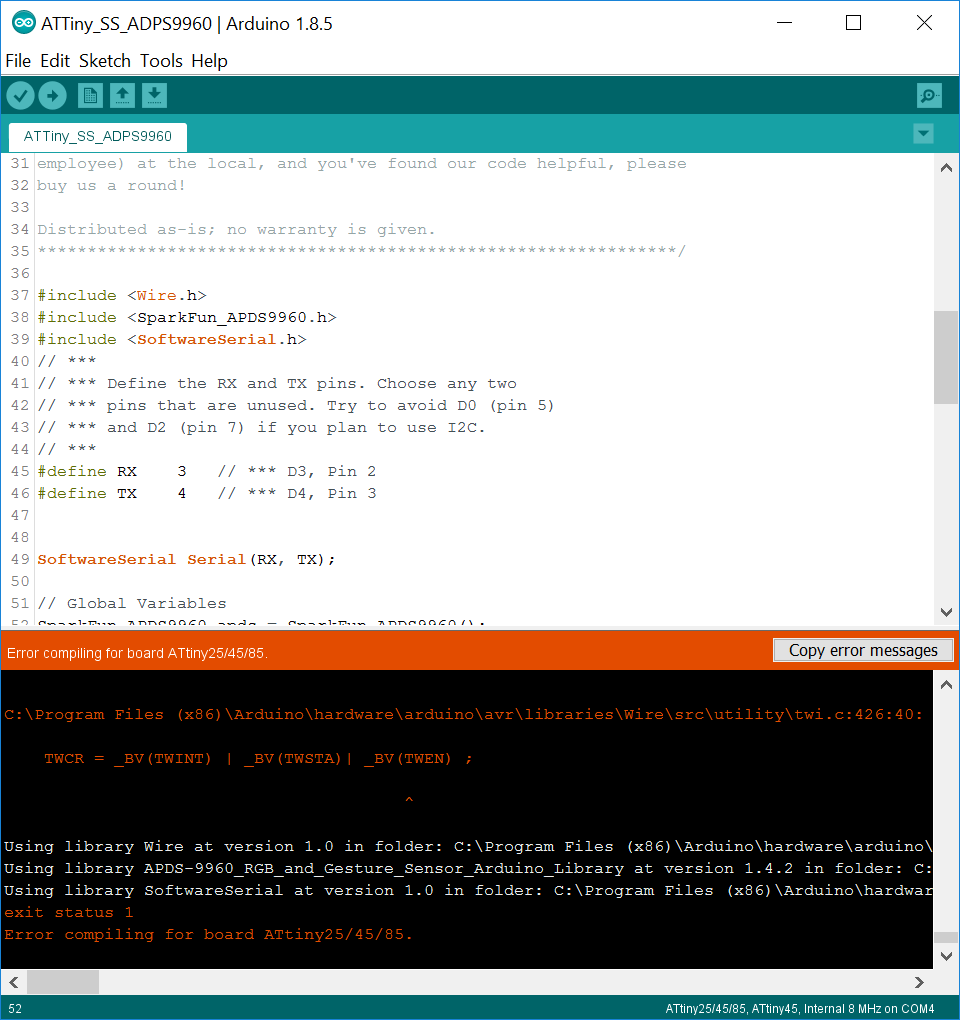 ATTiny_SS_ADPS9960 | Arduino 1.8.5
File Edit Sketch Tools Help
ATTiny_SS_ADPS9960
31 employee) at the local, and you've found our code helpful, please
32 buy us a round!
33
34 Distributed as-is; no warranty is given.
35 ****************************************************************/
36
37 #include <Wire.h>
38 #include <SparkFun_APDS9960.h>
39 #include <SoftwareSerial.h>
40 // ***
41 // *** Define the RX and TX pins. Choose any two
42 // *** pins that are unused. Try to avoid D0 (pin 5)
43 // *** and D2 (pin 7) if you plan to use I2C.
44 // ***
45 #define RX    3   // *** D3, Pin 2
46 #define TX    4   // *** D4, Pin 3
47
48
49 SoftwareSerial Serial(RX, TX);
50
51 // Global Variables
52 SparkFun_APDS9960 apds = SparkFun_APDS9960();
Error compiling for board ATtiny25/45/85.
Copy error messages
C:\Program Files (x86)\Arduino\hardware\arduino\avr\libraries\Wire\src\utility\twi.c:426:40:
TWCR = _BV(TWINT) | _BV(TWSTA)| _BV(TWEN) ;
^
Using library Wire at version 1.0 in folder: C:\Program Files (x86)\Arduino\hardware\arduino\
Using library APDS-9960_RGB_and_Gesture_Sensor_Arduino_Library at version 1.4.2 in folder: C:
Using library SoftwareSerial at version 1.0 in folder: C:\Program Files (x86)\Arduino\hardwar
exit status 1
Error compiling for board ATtiny25/45/85.
52
ATtiny25/45/85, ATtiny45, Internal 8 MHz on COM4